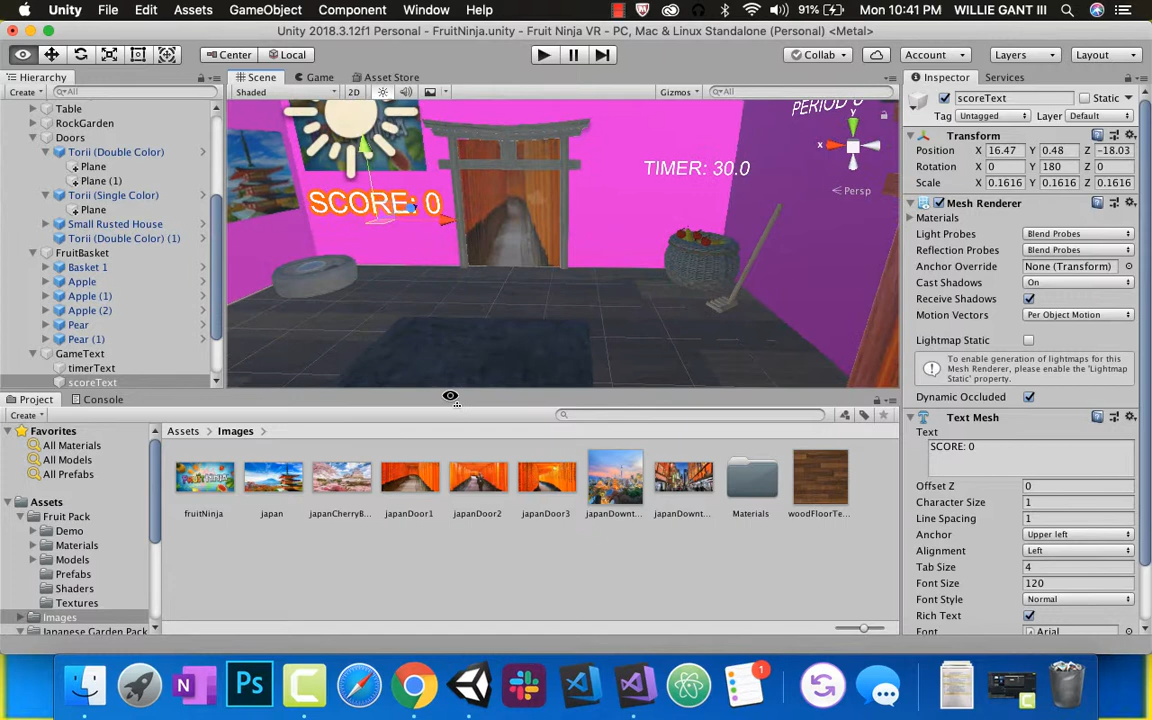 Unity File Edit Assets GameObject Component Window Help 91% Mon 10:41 PM WILLIE GANT III
Unity 2018.3.12f1 Personal - FruitNinja.unity - Fruit Ninja VR - PC, Mac & Linux Standalone (Personal) <Metal>
Center Local Collab Account Layers Layout
Hierarchy Scene Game Asset Store Inspector Services
Create All Shaded 2D Gizmos All scoreText Static
Tag Untagged Layer Default
Table
RockGarden
Doors
Torii (Double Color)
Plane
Plane (1)
Torii (Single Color)
Plane
Small Rusted House
Torii (Double Color) (1)
FruitBasket
Basket 1
Apple
Apple (1)
Apple (2)
Pear
Pear (1)
GameText
timerText
scoreText
SCORE: 0
TIMER: 30.0
PERIOD
y
x
Persp
Transform
Position X 16.47 Y 0.48 Z -18.03
Rotation X 0 Y 180 Z 0
Scale X 0.1616 Y 0.1616 Z 0.1616
Mesh Renderer
Materials
Light Probes Blend Probes
Reflection Probes Blend Probes
Anchor Override None (Transform)
Cast Shadows On
Receive Shadows
Motion Vectors Per Object Motion
Lightmap Static
To enable generation of lightmaps for this
Mesh Renderer, please enable the 'Lightmap
Static' property.
Dynamic Occluded
Text Mesh
Text
SCORE: 0
Offset Z 0
Character Size 1
Line Spacing 1
Anchor Upper left
Alignment Left
Tab Size 4
Font Size 120
Font Style Normal
Rich Text
Font Arial
Project Console
Create
Favorites
All Materials
All Models
All Prefabs
Assets
Fruit Pack
Demo
Materials
Models
Prefabs
Shaders
Textures
Images
Japanese Garden Pack
Assets Images
fruitNinja japan japanCherryB... japanDoor1 japanDoor2 japanDoor3 japanDownt... japanDownt... Materials woodFloorTe...
N Ps 1